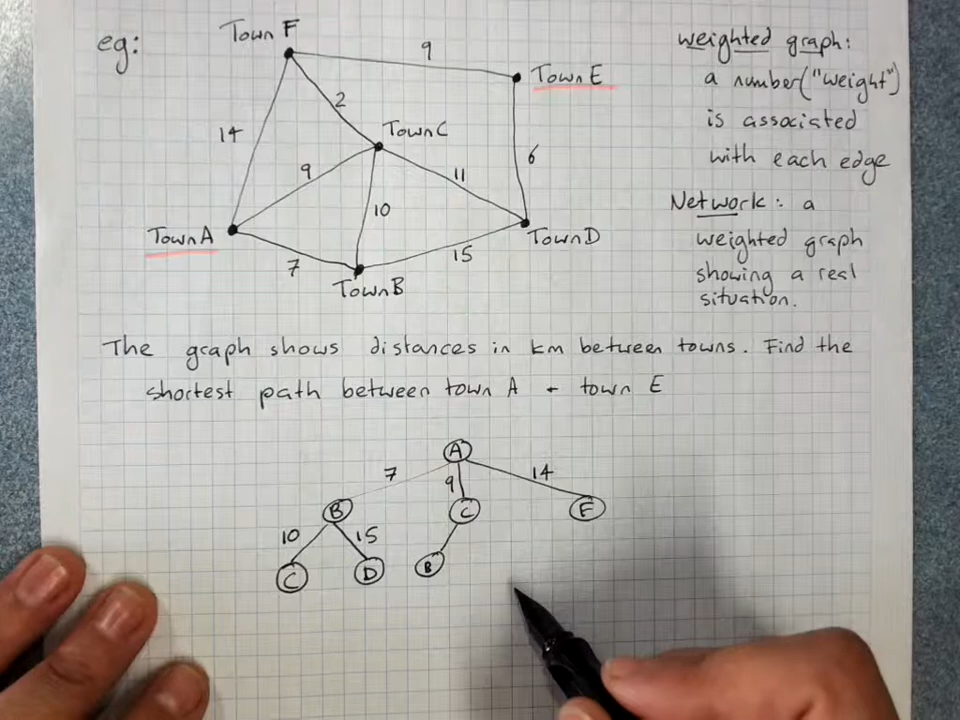 eg:
Town F
9
Town E
weighted graph:
a number("weight")
is associated
with each edge
2
Town C
14
9
11
6
10
Network: a
weighted graph
showing a real
situation.
Town A
Town D
7
15
Town B
The graph shows distances in km between towns. Find the
shortest path between town A + town E
A
7
9
14
B
C
F
10
15
C
D
B